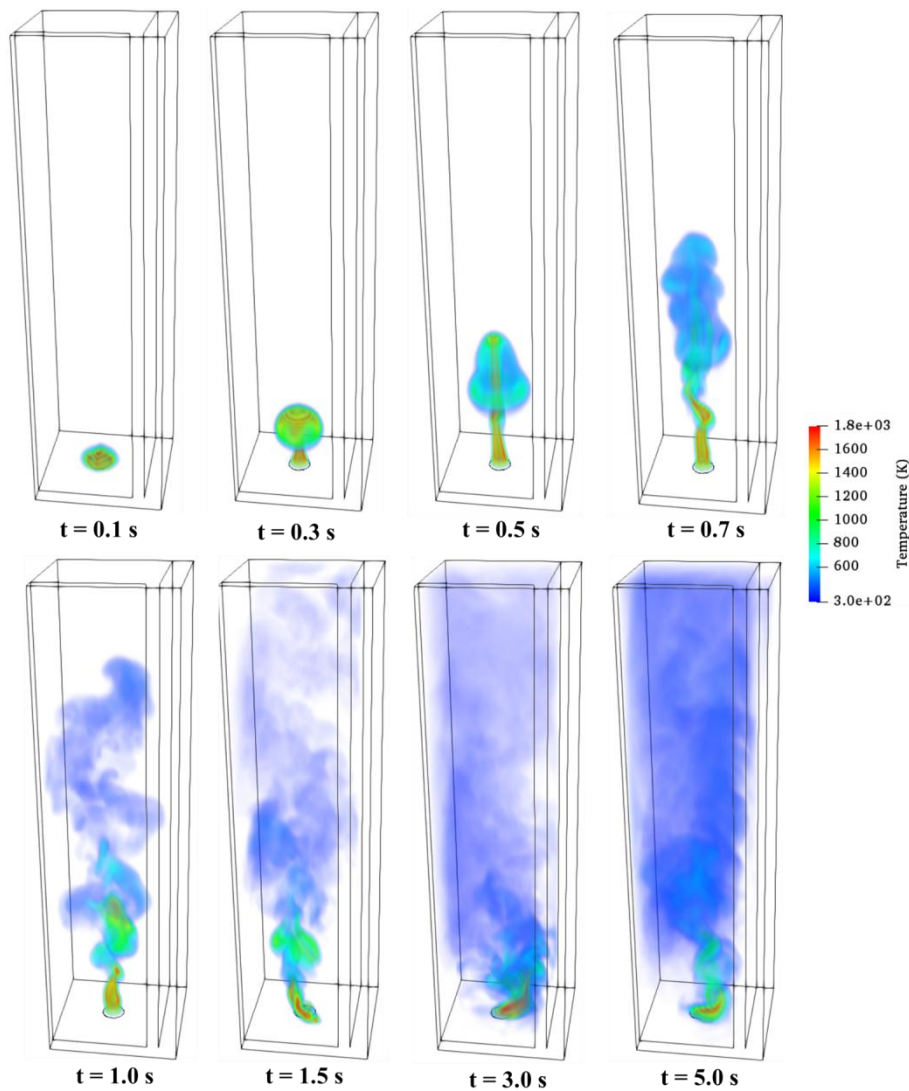 t = 0.1 s
t = 0.3 s
t = 0.5 s
t = 0.7 s
1.8e+03
1600
1400
1200
1000
800
600
3.0e+02
Temperature (K)
t = 1.0 s
t = 1.5 s
t = 3.0 s
t = 5.0 s